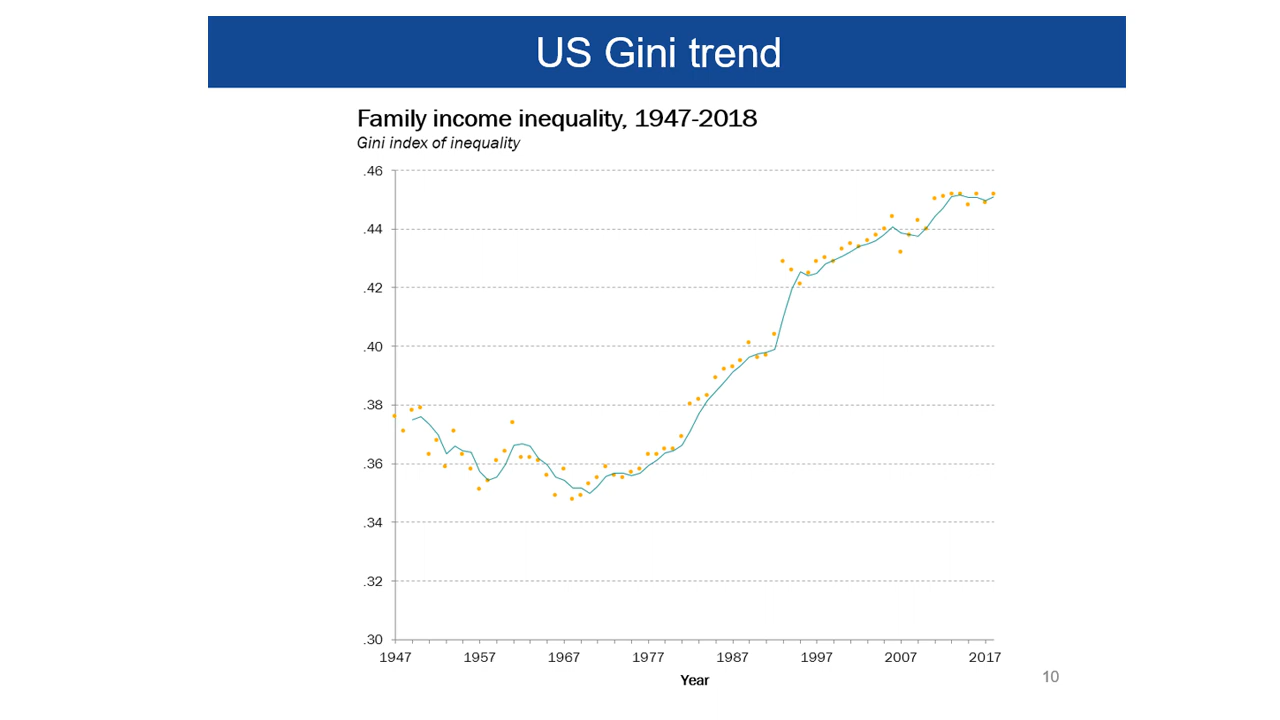 US Gini trend
Family income inequality, 1947-2018
Gini index of inequality
.46
.44
.42
.40
.38
.36
.34
.32
.30
1947 1957 1967 1977 1987 1997 2007 2017
Year
10